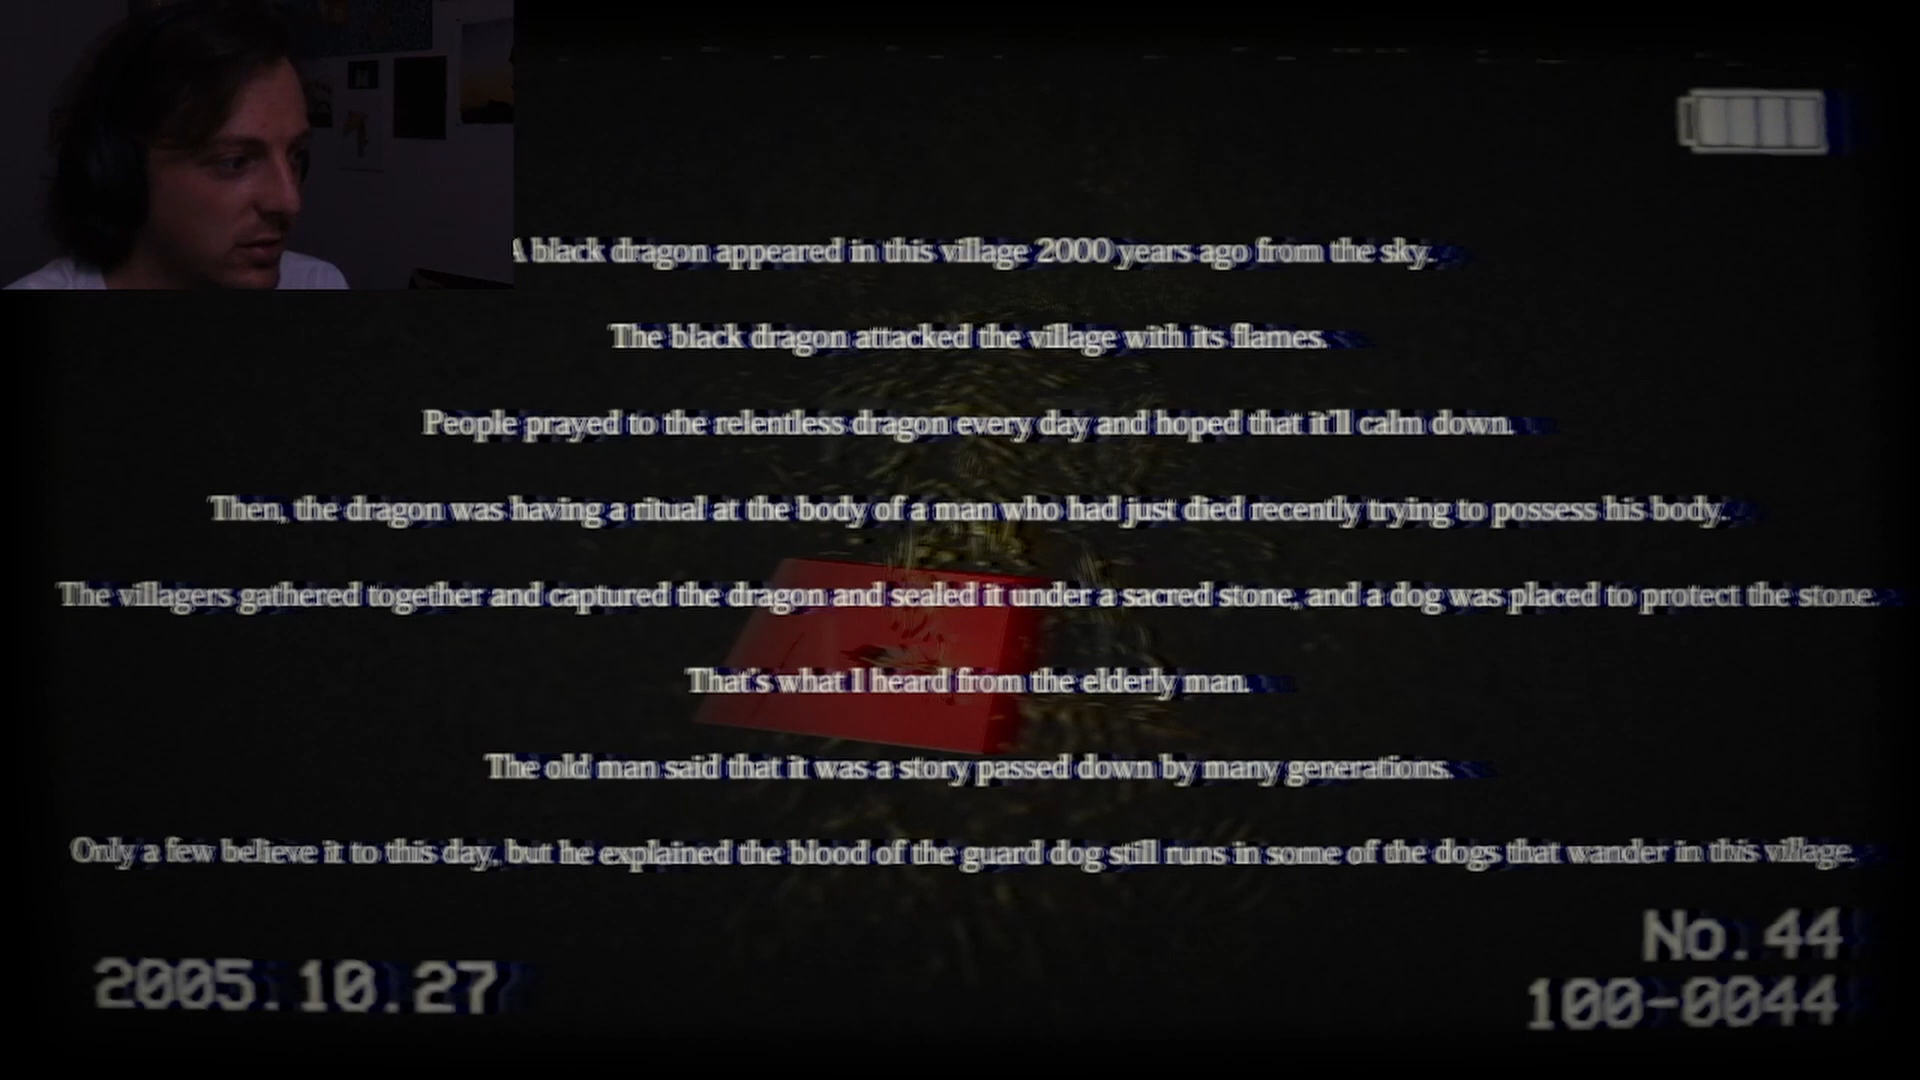 A black dragon appeared in this village 2000 years ago from the sky.
The black dragon attacked the village with its flames.
People prayed to the relentless dragon every day and hoped that it'll calm down.
Then, the dragon was having a ritual at the body of a man who had just died recently trying to possess his body.
The villagers gathered together and captured the dragon and sealed it under a sacred stone, and a dog was placed to protect the stone.
That's what I heard from the elderly man.
The old man said that it was a story passed down by many generations.
Only a few believe it to this day, but he explained the blood of the guard dog still runs in some of the dogs that wander in this village.
No.44
2005.10.27
100-0044